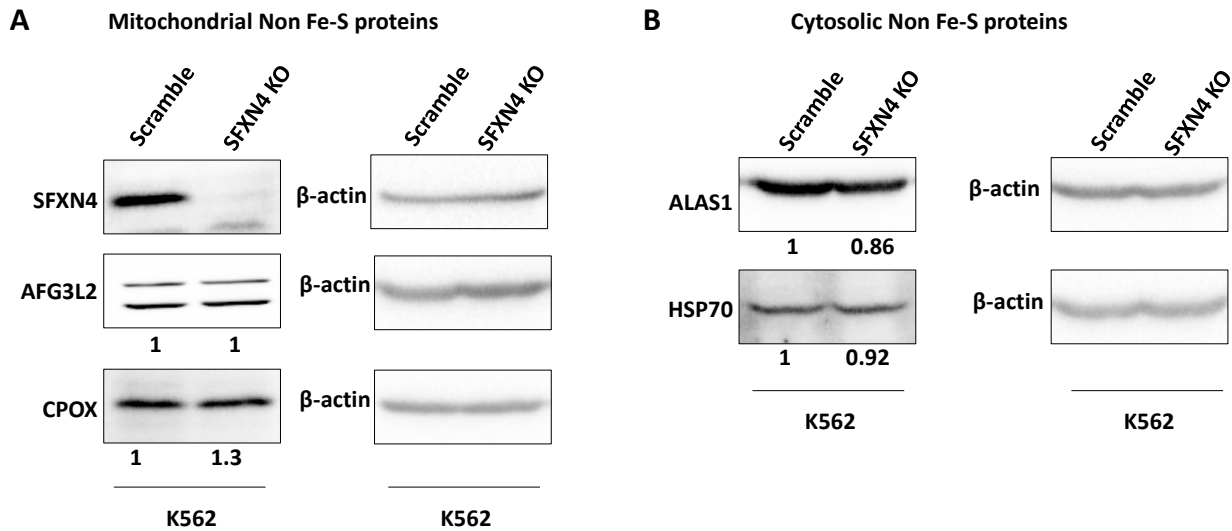 A
Mitochondrial Non Fe-S proteins
Scramble
SFXN4 KO
Scramble
SFXN4 KO
SFXN4
β-actin
AFG3L2
β-actin
1 1
CPOX
β-actin
1 1.3
K562
K562
B
Cytosolic Non Fe-S proteins
Scramble
SFXN4 KO
Scramble
SFXN4 KO
ALAS1
β-actin
1 0.86
HSP70
β-actin
1 0.92
K562
K562